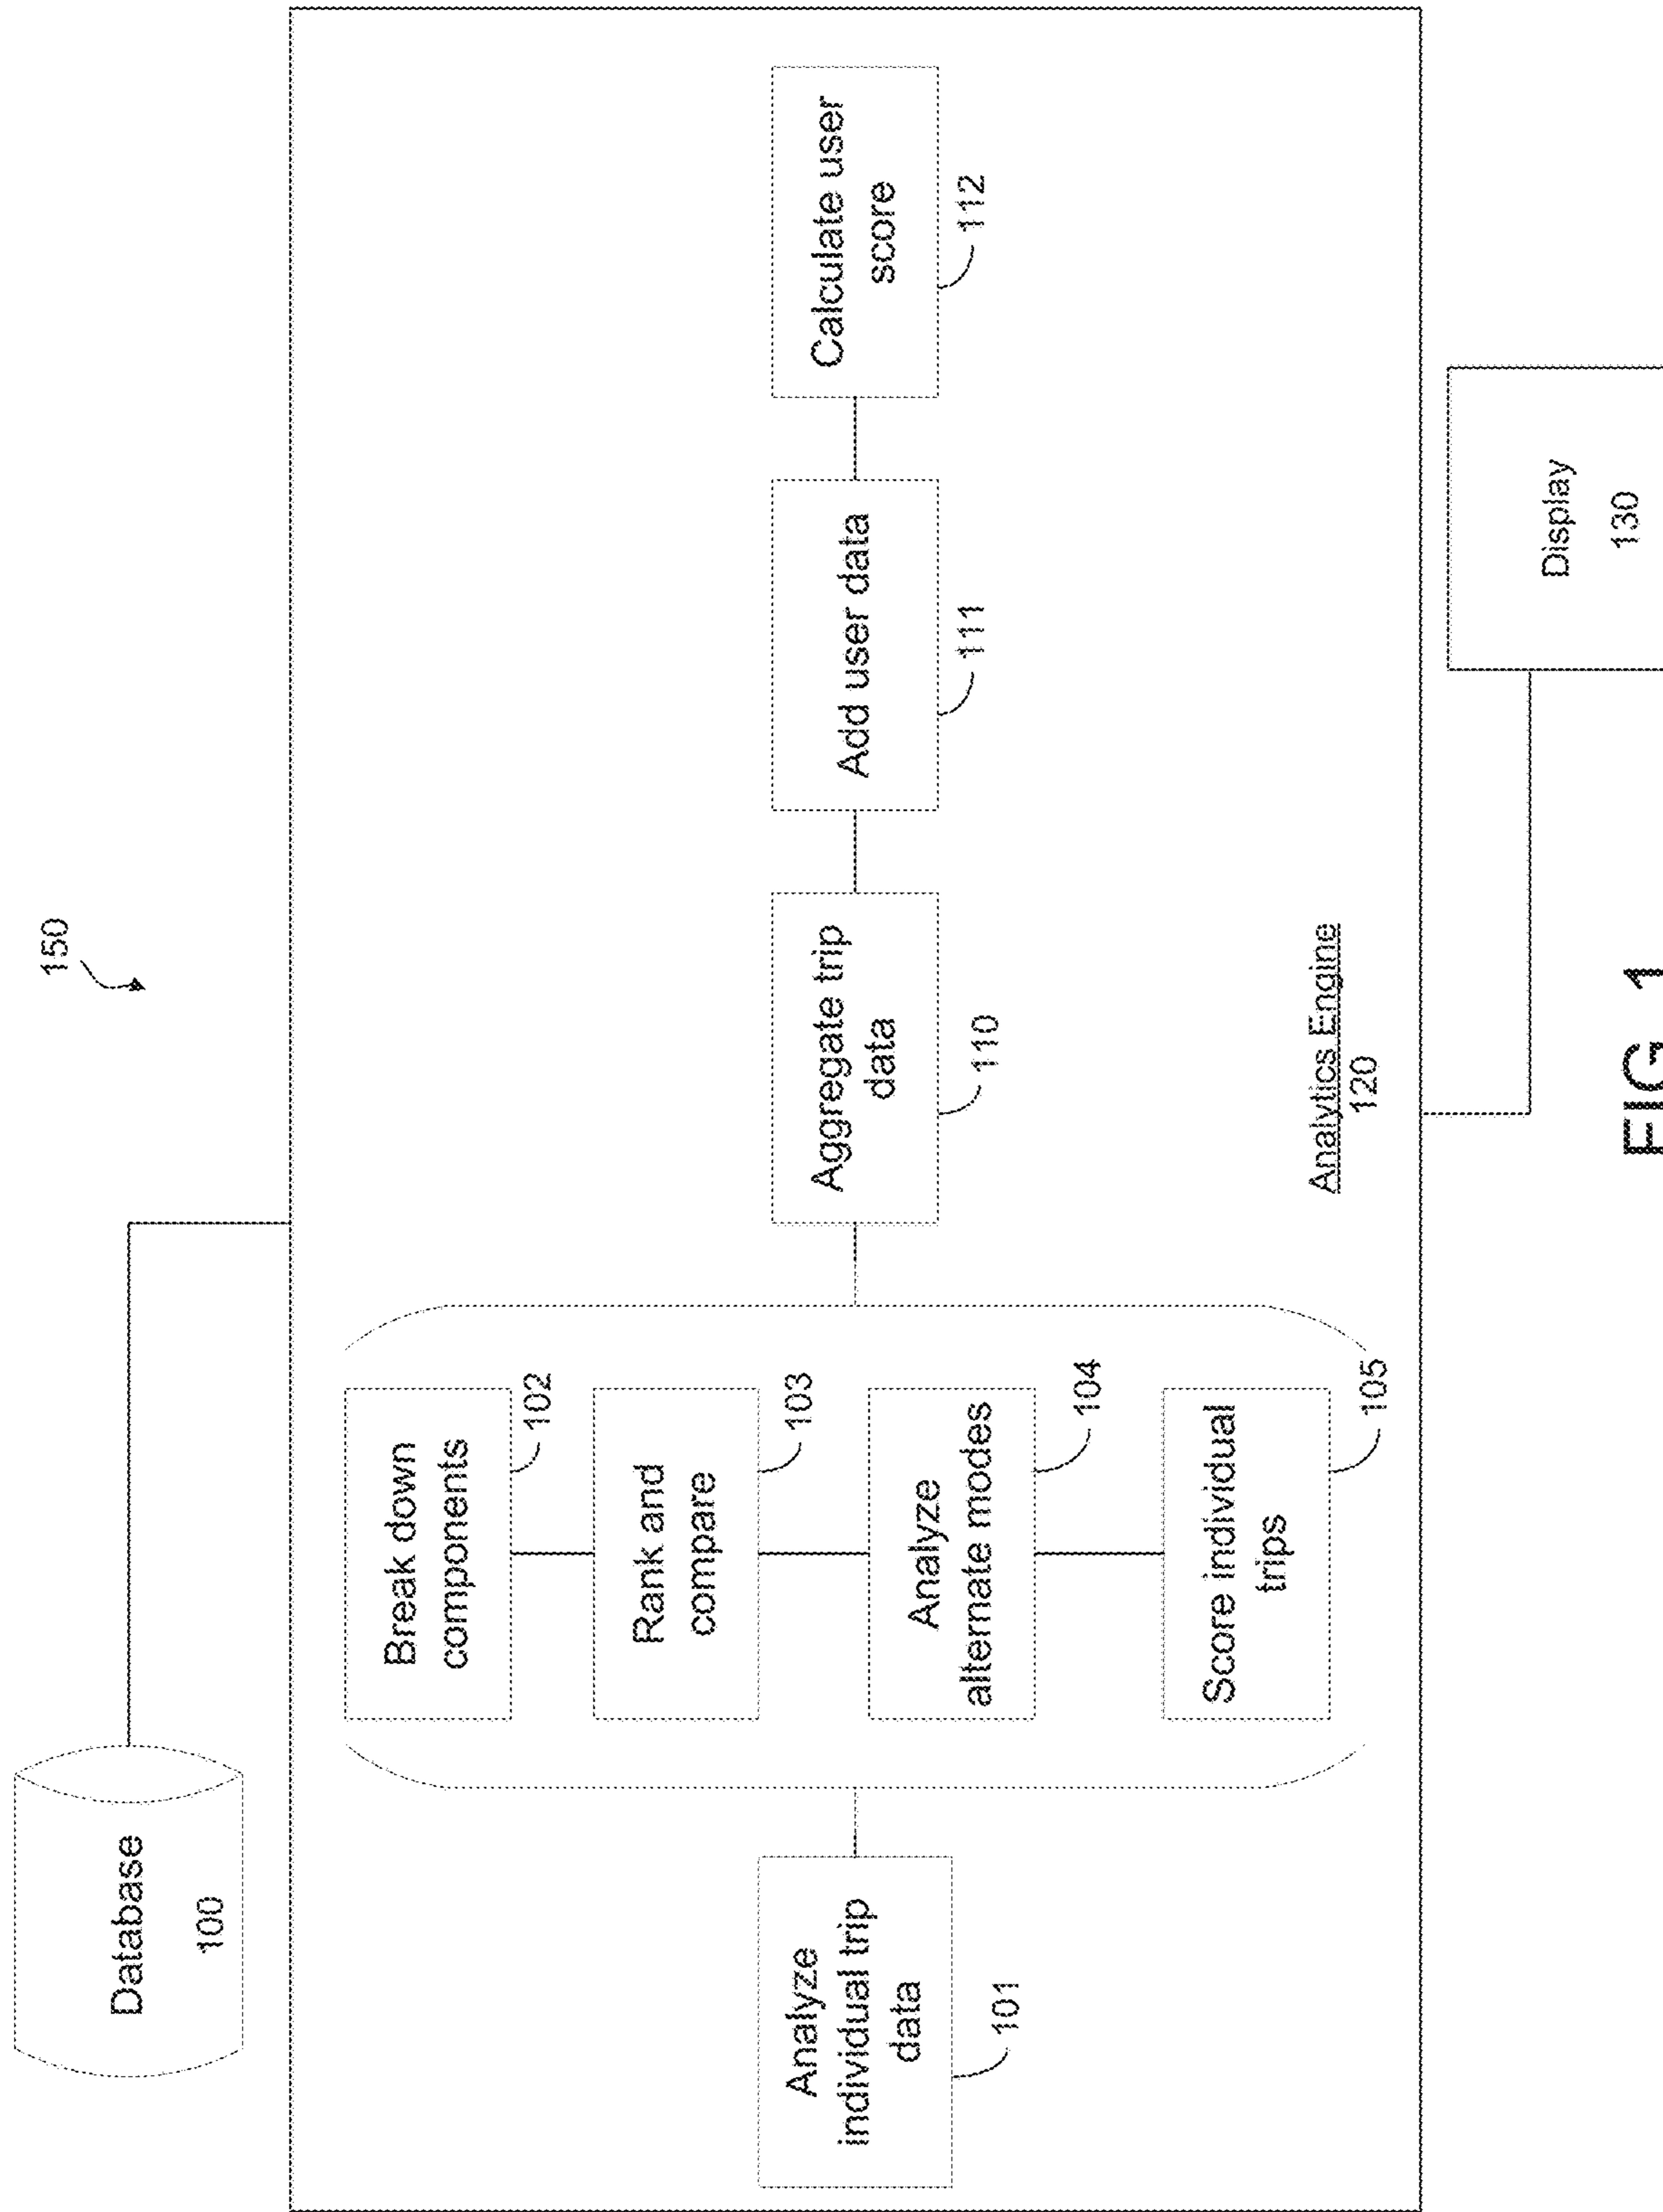 150
Database
100
Analyze
individual trip
data
101
Break down
components
102
Rank and
compare
103
Analyze
alternate modes
104
Score individual
trips
105
Aggregate trip
data
110
Add user data
111
Calculate user
score
112
Analytics Engine
120
Display
130
FIG. 1